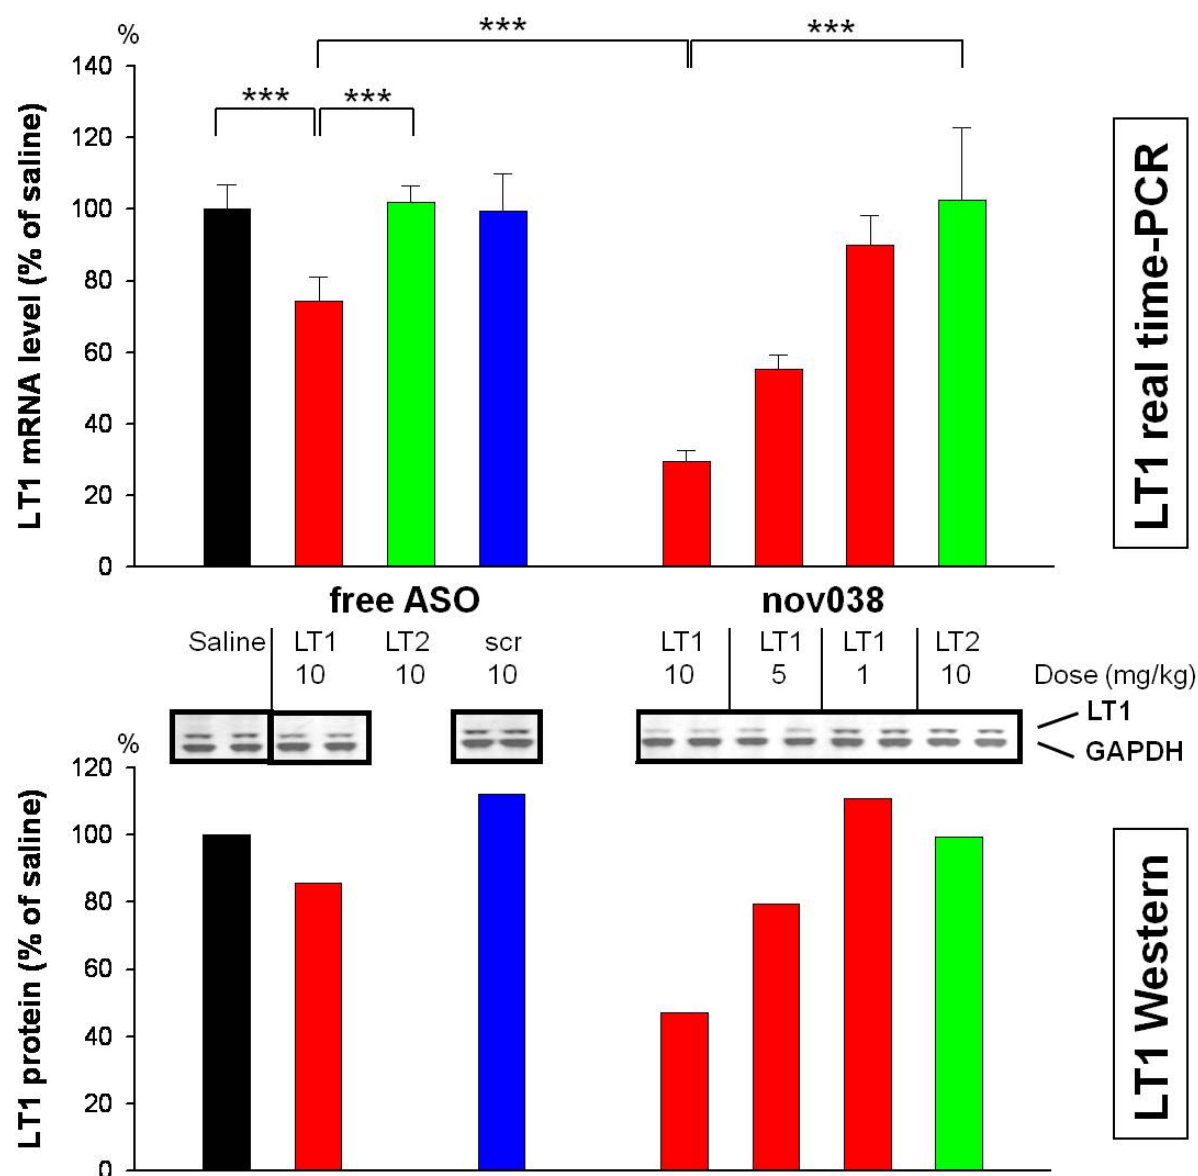 *** ***
%
140
*** ***
120
100
80
60
40
20
0
LT1 mRNA level (% of saline)
LT1 real time-PCR
free ASO nov038
Saline LT1 LT2 scr LT1 LT1 LT1 LT2
10 10 10 10 5 1 10 Dose (mg/kg)
LT1
GAPDH
%
120
100
80
60
40
20
0
LT1 protein (% of saline)
LT1 Western